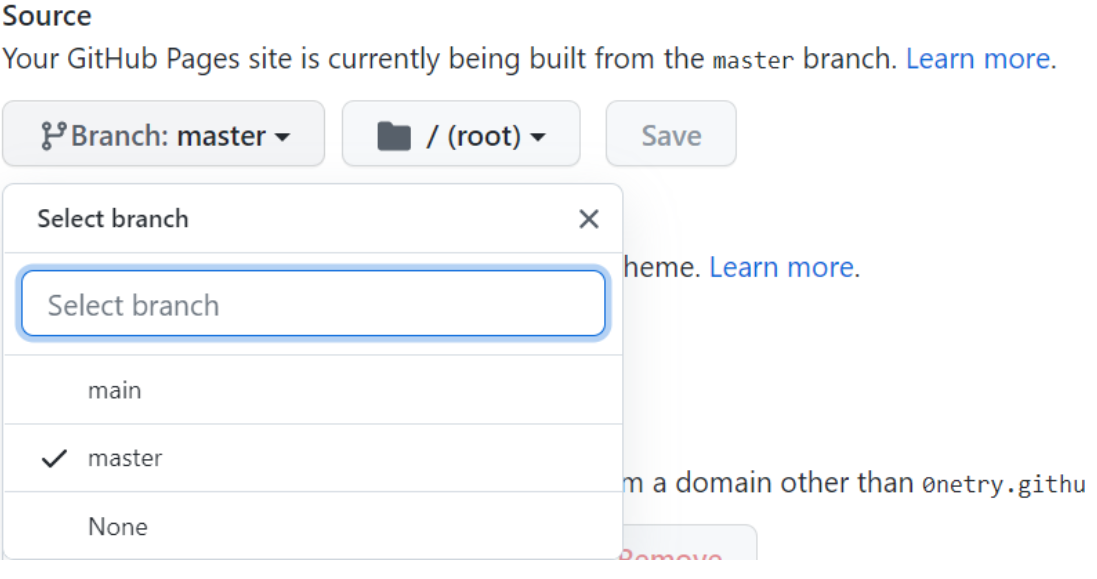 Source
Your GitHub Pages site is currently being built from the master branch. Learn more.
Branch: master
/ (root)
Save
Select branch
heme. Learn more.
Select branch
main
master
m a domain other than 0netry.githu
None
Remove